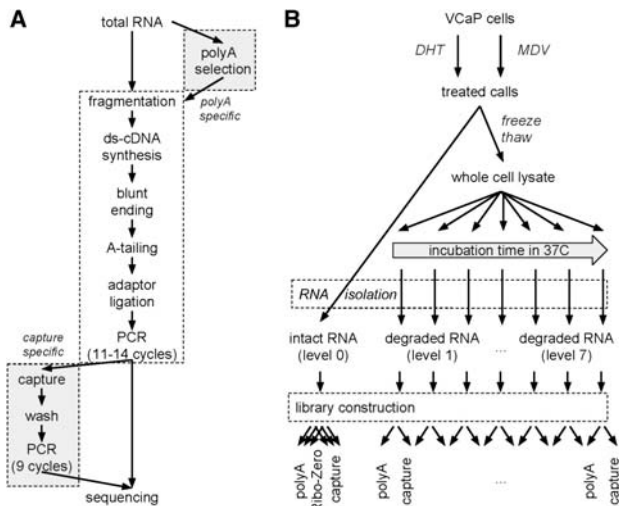 A
total RNA
polyA
selection
fragmentation
polyA
specific
ds-cDNA
synthesis
blunt
ending
A-tailing
adaptor
ligation
capture
specific
PCR
(11-14 cycles)
capture
wash
PCR
(9 cycles)
sequencing
B
VCaP cells
DHT MDV
treated calls
freeze
thaw
whole cell lysate
incubation time in 37C
RNA isolation
intact RNA degraded RNA degraded RNA
(level 0) (level 1) ... (level 7)
library construction
polyA
Ribo-Zero
capture
polyA
capture
...
polyA
capture